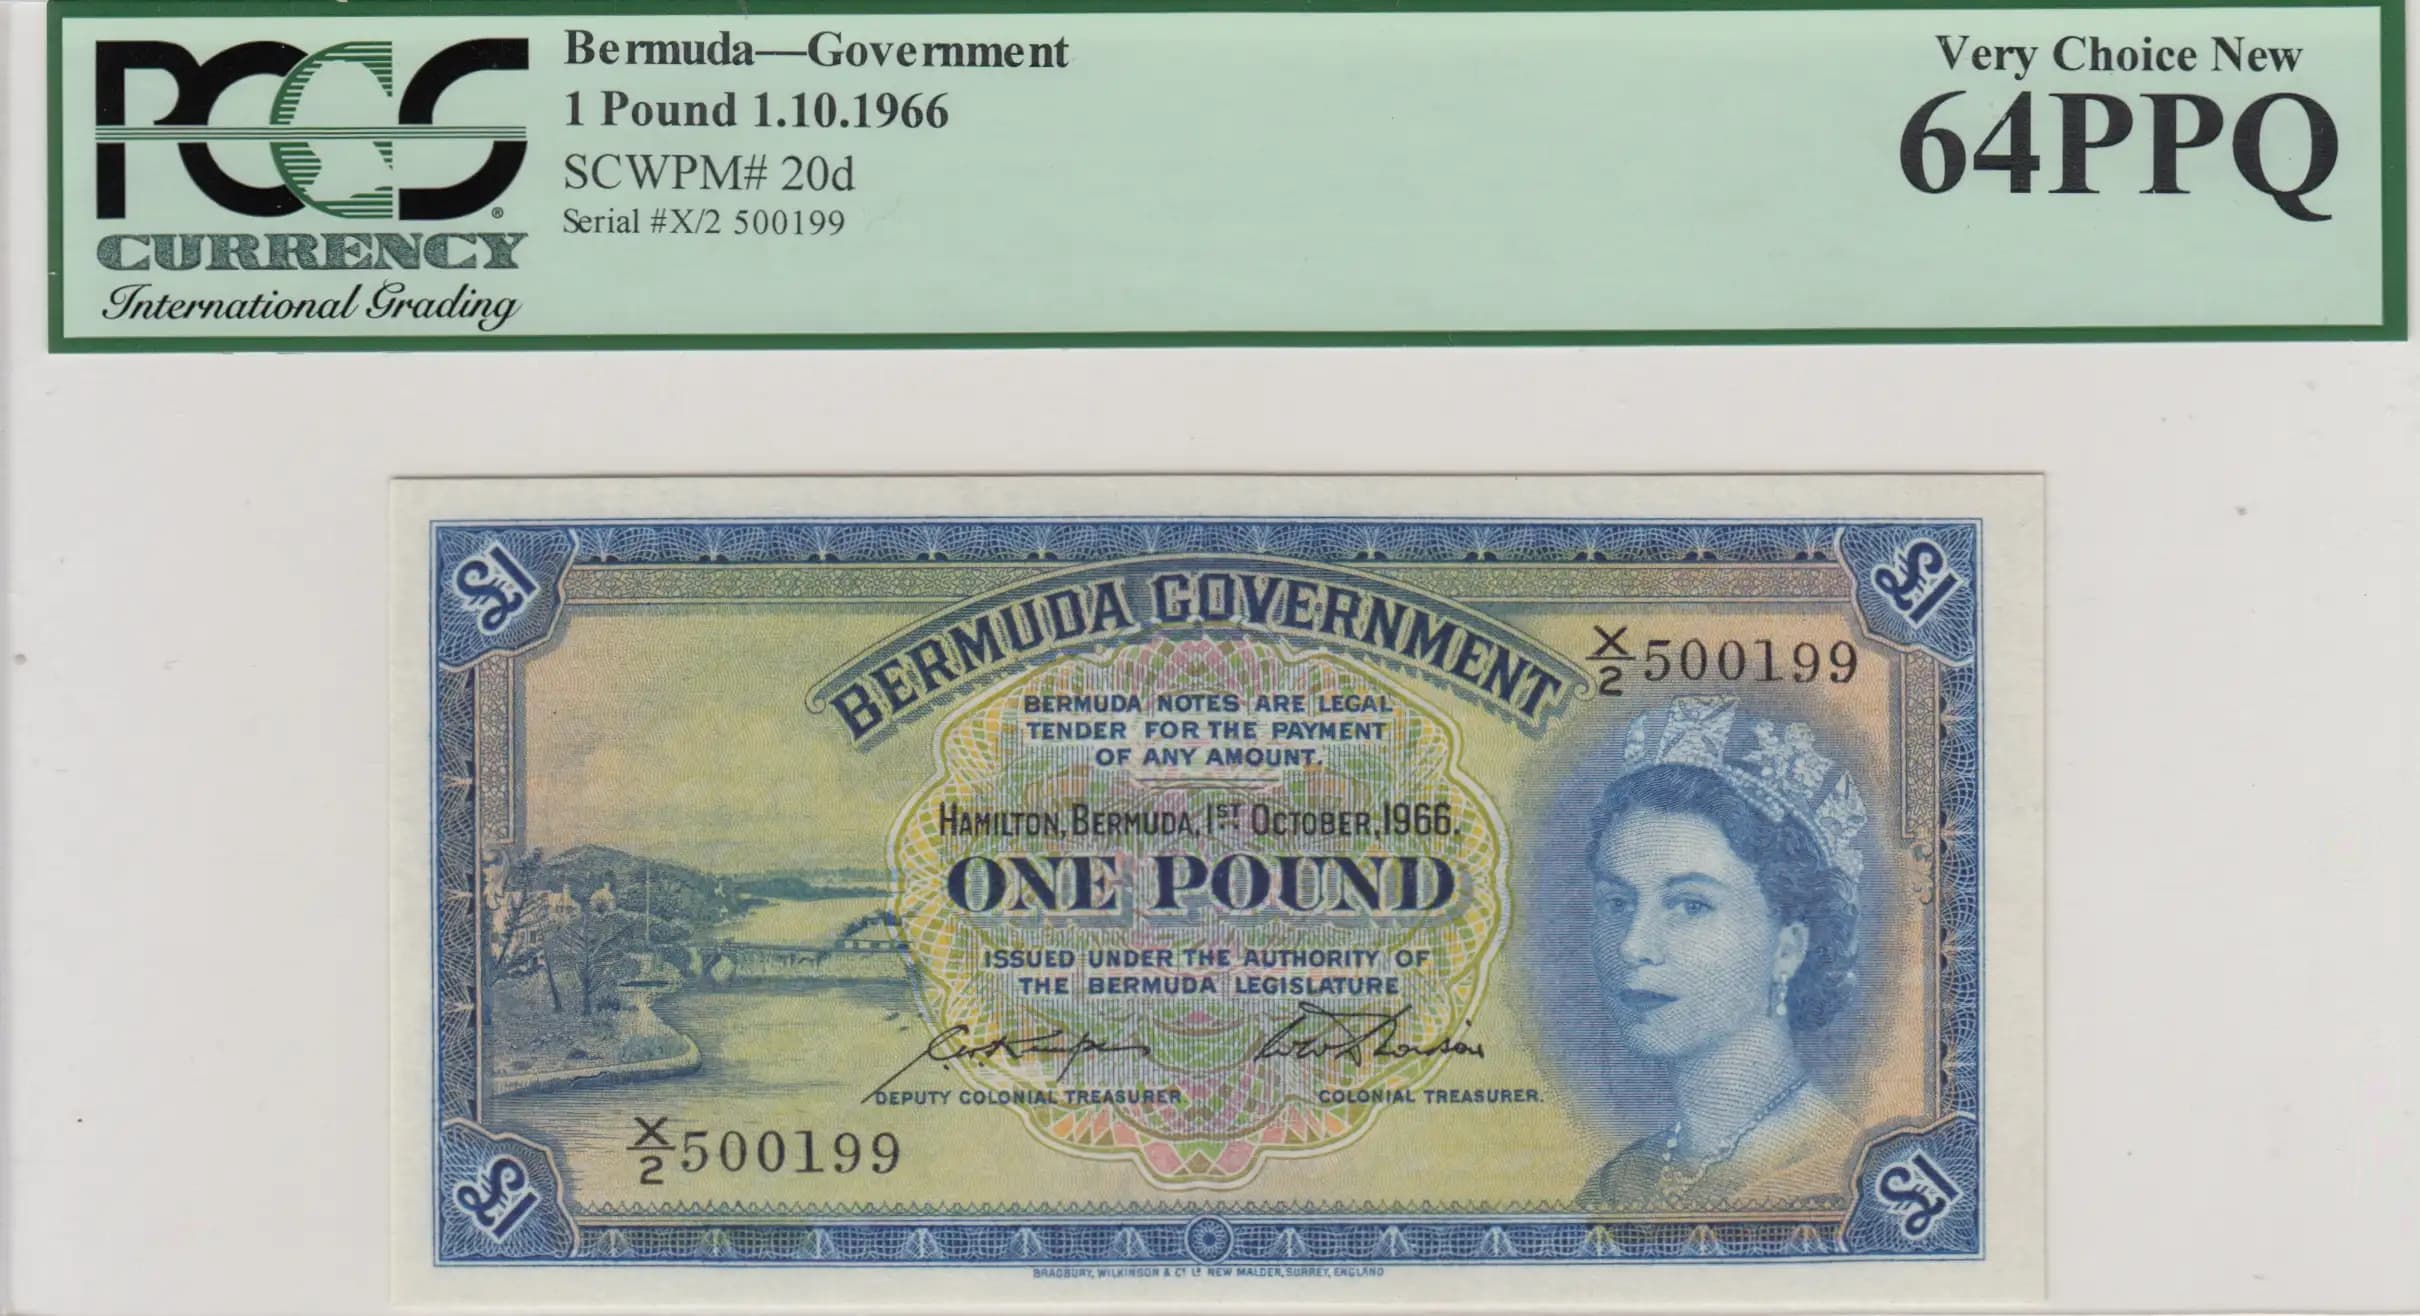 PCGS
CURRENCY
International Grading
Bermuda—Government
1 Pound 1.10.1966
SCWPM# 20d
Serial #X/2 500199
Very Choice New
64PPQ
£1
£1
BERMUDA GOVERNMENT
X/2 500199
BERMUDA NOTES ARE LEGAL
TENDER FOR THE PAYMENT
OF ANY AMOUNT.
HAMILTON, BERMUDA, 1ST OCTOBER, 1966.
ONE POUND
ISSUED UNDER THE AUTHORITY OF
THE BERMUDA LEGISLATURE
DEPUTY COLONIAL TREASURER
COLONIAL TREASURER.
X/2 500199
£1
£1
BRADBURY, WILKINSON & Cº Lᵈ NEW MALDEN, SURREY, ENGLAND